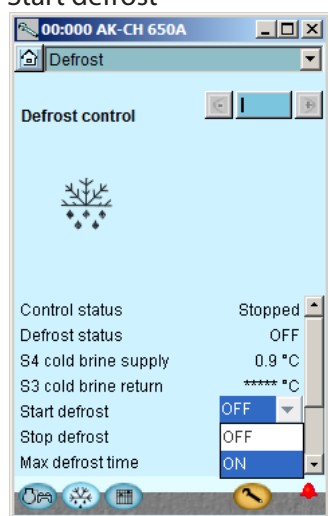 Start defrost
00:000 AK-CH 650A
Defrost
Defrost control
Control status Stopped
Defrost status OFF
S4 cold brine supply 0.9 °C
S3 cold brine return ***** °C
Start defrost OFF
Stop defrost OFF
Max defrost time ON